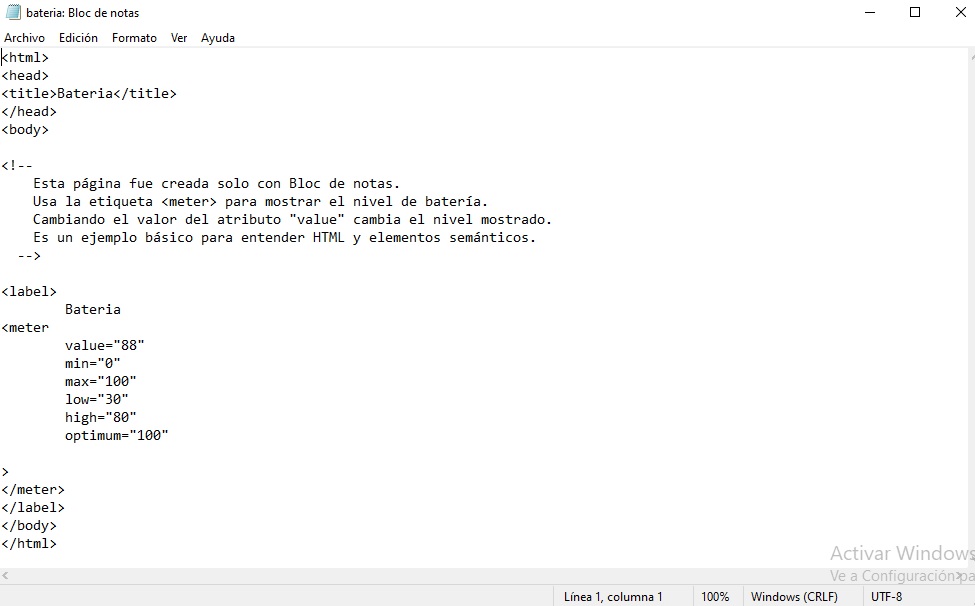 bateria: Bloc de notas
Archivo Edición Formato Ver Ayuda
<html>
<head>
<title>Bateria</title>
</head>
<body>
<!--
Esta página fue creada solo con Bloc de notas.
Usa la etiqueta <meter> para mostrar el nivel de batería.
Cambiando el valor del atributo "value" cambia el nivel mostrado.
Es un ejemplo básico para entender HTML y elementos semánticos.
-->
<label>
Bateria
<meter
value="88"
min="0"
max="100"
low="30"
high="80"
optimum="100"
>
</meter>
</label>
</body>
</html>
Activar Windows
Ve a Configuración pa
Línea 1, columna 1 100% Windows (CRLF) UTF-8